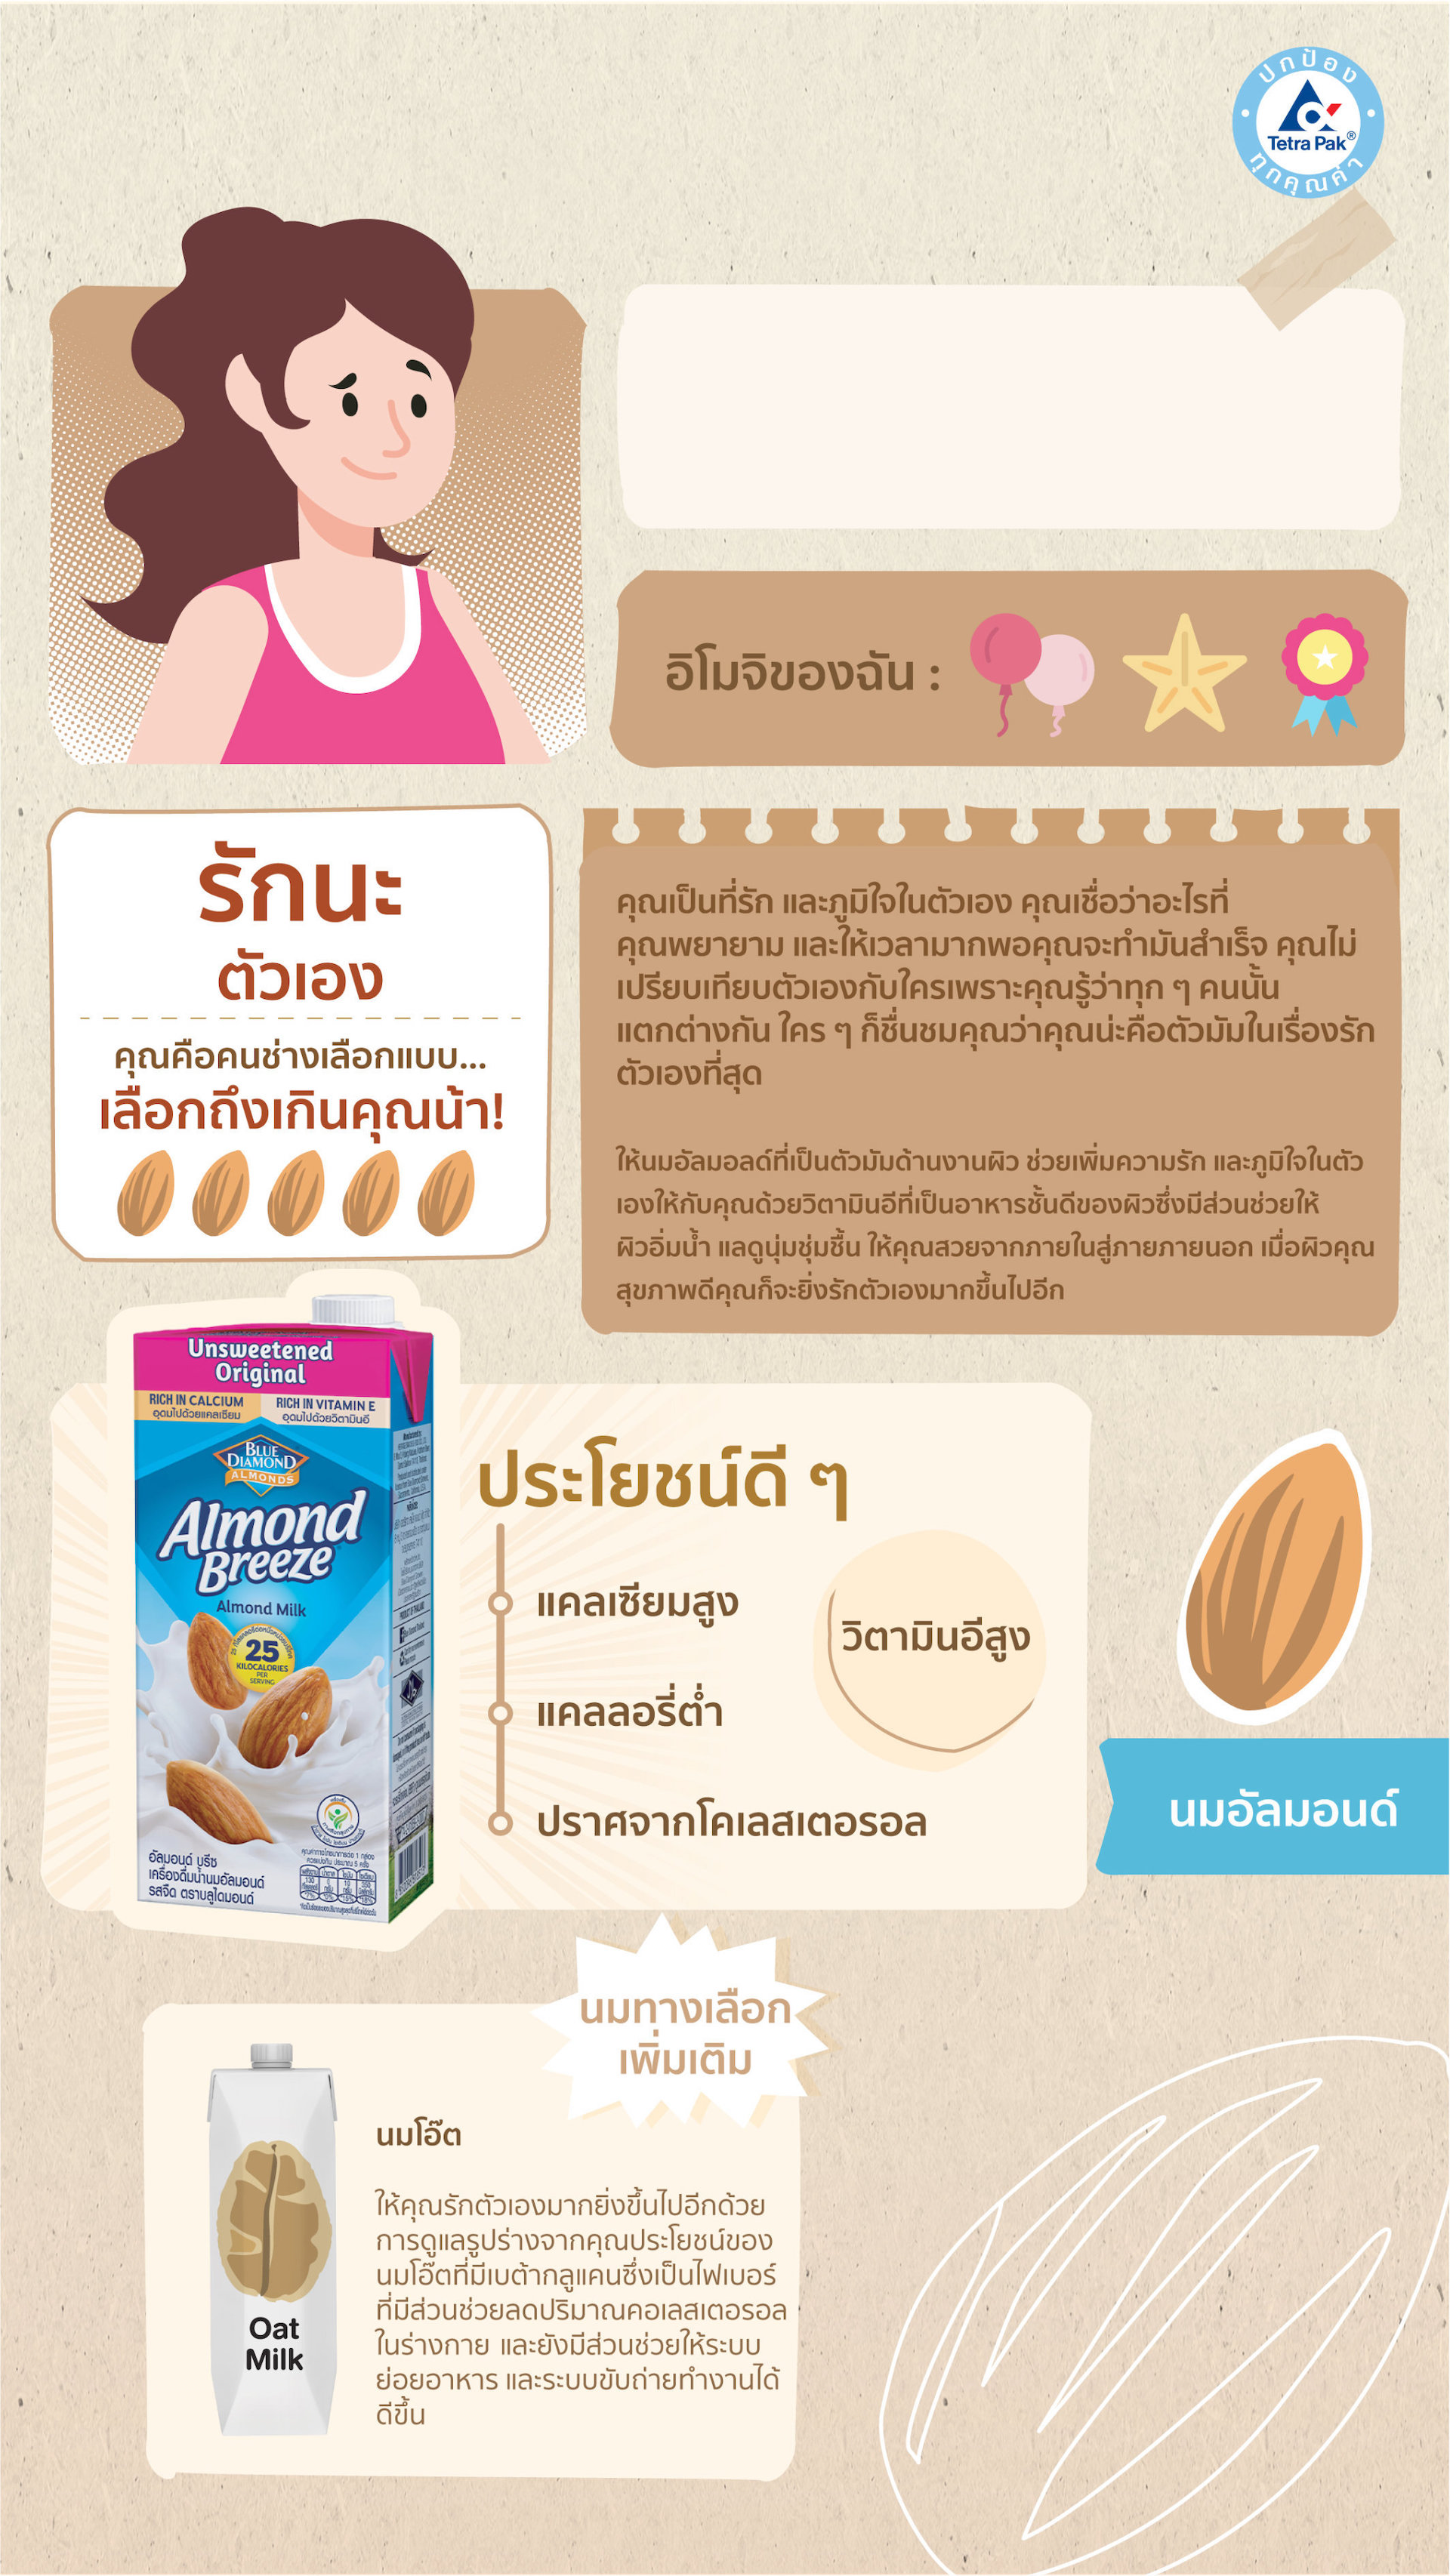 ปกป้อง
Tetra Pak®
ทุกคุณค่า
อิโมจิของฉัน :
รักนะ
ตัวเอง
คุณคือคนช่างเลือกแบบ...
เลือกถึงเกินคุณน้า!
คุณเป็นที่รัก และภูมิใจในตัวเอง คุณเชื่อว่าอะไรที่
คุณพยายาม และให้เวลามากพอคุณจะทำมันสำเร็จ คุณไม่
เปรียบเทียบตัวเองกับใครเพราะคุณรู้ว่าทุก ๆ คนนั้น
แตกต่างกัน ใคร ๆ ก็ชื่นชมคุณว่าคุณน่ะคือตัวมัมในเรื่องรัก
ตัวเองที่สุด
ให้นมอัลมอลด์ที่เป็นตัวมัมด้านงานผิว ช่วยเพิ่มความรัก และภูมิใจในตัว
เองให้กับคุณด้วยวิตามินอีที่เป็นอาหารชั้นดีของผิวซึ่งมีส่วนช่วยให้
ผิวอิ่มน้ำ แลดูนุ่มชุ่มชื้น ให้คุณสวยจากภายในสู่ภายภายนอก เมื่อผิวคุณ
สุขภาพดีคุณก็จะยิ่งรักตัวเองมากขึ้นไปอีก
Unsweetened
Original
RICH IN CALCIUM
อุดมไปด้วยแคลเซียม
RICH IN VITAMIN E
อุดมไปด้วยวิตามินอี
BLUE
DIAMOND
ALMONDS
Almond
Breeze
Almond Milk
25
KILOCALORIES
PER
SERVING
อัลมอนด์ บรีซ
เครื่องดื่มน้ำนมอัลมอนด์
รสจืด ตราบลูไดมอนด์
ประโยชน์ดี ๆ
แคลเซียมสูง
แคลลอรี่ต่ำ
ปราศจากโคเลสเตอรอล
วิตามินอีสูง
นมอัลมอนด์
นมทางเลือก
เพิ่มเติม
Oat
Milk
นมโอ๊ต
ให้คุณรักตัวเองมากยิ่งขึ้นไปอีกด้วย
การดูแลรูปร่างจากคุณประโยชน์ของ
นมโอ๊ตที่มีเบต้ากลูแคนซึ่งเป็นไฟเบอร์
ที่มีส่วนช่วยลดปริมาณคอเลสเตอรอล
ในร่างกาย และยังมีส่วนช่วยให้ระบบ
ย่อยอาหาร และระบบขับถ่ายทำงานได้
ดีขึ้น